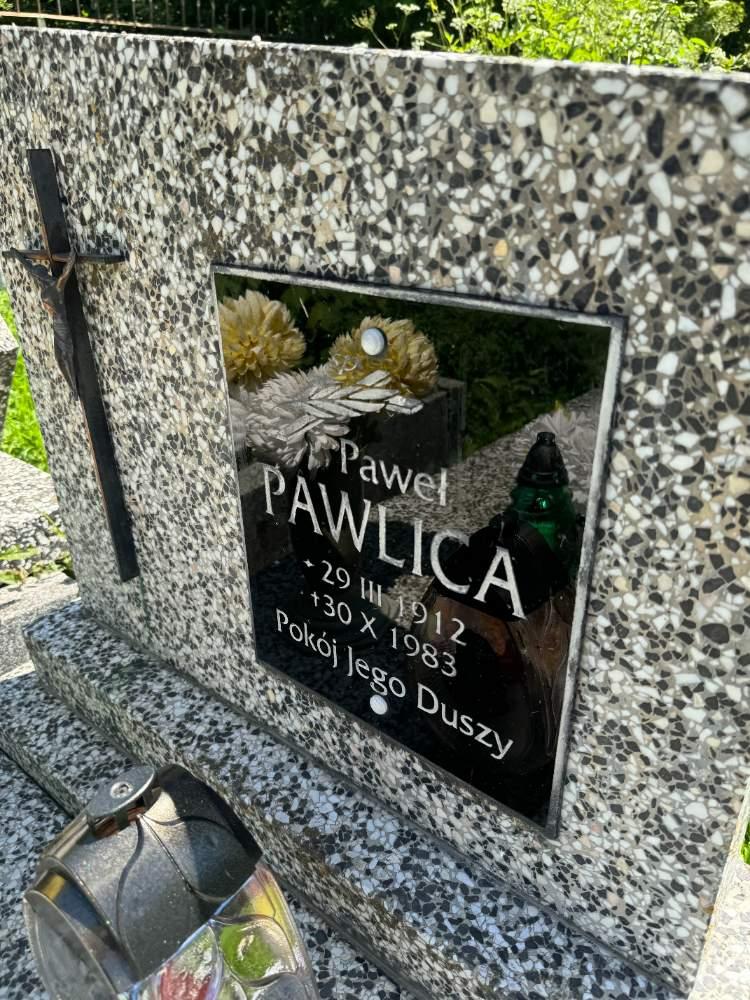 Paweł
PAWLICA
* 29 III 1912
+30 X 1983
Pokój Jego Duszy